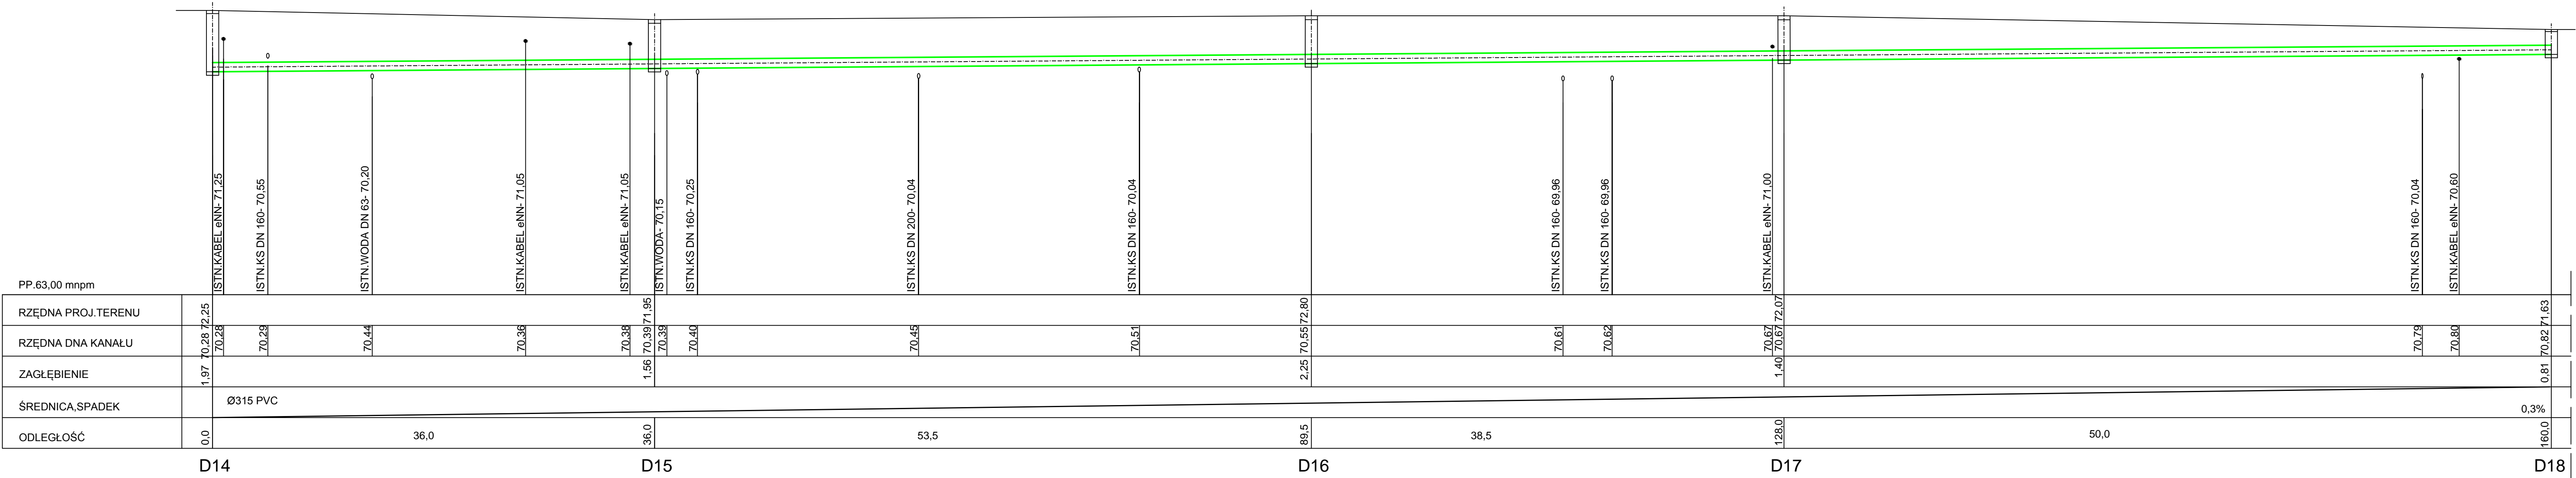 ISTN.KABEL eNN- 71,25
ISTN.KS DN 160- 70,55
ISTN.WODA DN 63- 70,20
ISTN.KABEL eNN- 71,05
ISTN.KABEL eNN- 71,05
ISTN.WODA- 70,15
ISTN.KS DN 160- 70,25
ISTN.KS DN 200- 70,04
ISTN.KS DN 160- 70,04
ISTN.KS DN 160- 69,96
ISTN.KS DN 160- 69,96
ISTN.KABEL eNN- 71,00
ISTN.KS DN 160- 70,04
ISTN.KABEL eNN- 70,60
PP.63,00 mnpm
RZĘDNA PROJ.TERENU 72,25 71,95 72,80 72,07 71,63
RZĘDNA DNA KANAŁU 70,28 70,28 70,29 70,44 70,36 70,38 70,39 70,39 70,40 70,45 70,51 70,55 70,61 70,62 70,67 70,67 70,79 70,80 70,82
ZAGŁĘBIENIE 1,97 1,56 2,25 1,40 0,81
ŚREDNICA,SPADEK Ø315 PVC 0,3%
ODLEGŁOŚĆ 0,0 36,0 36,0 53,5 89,5 38,5 128,0 50,0 160,0
D14 D15 D16 D17 D18